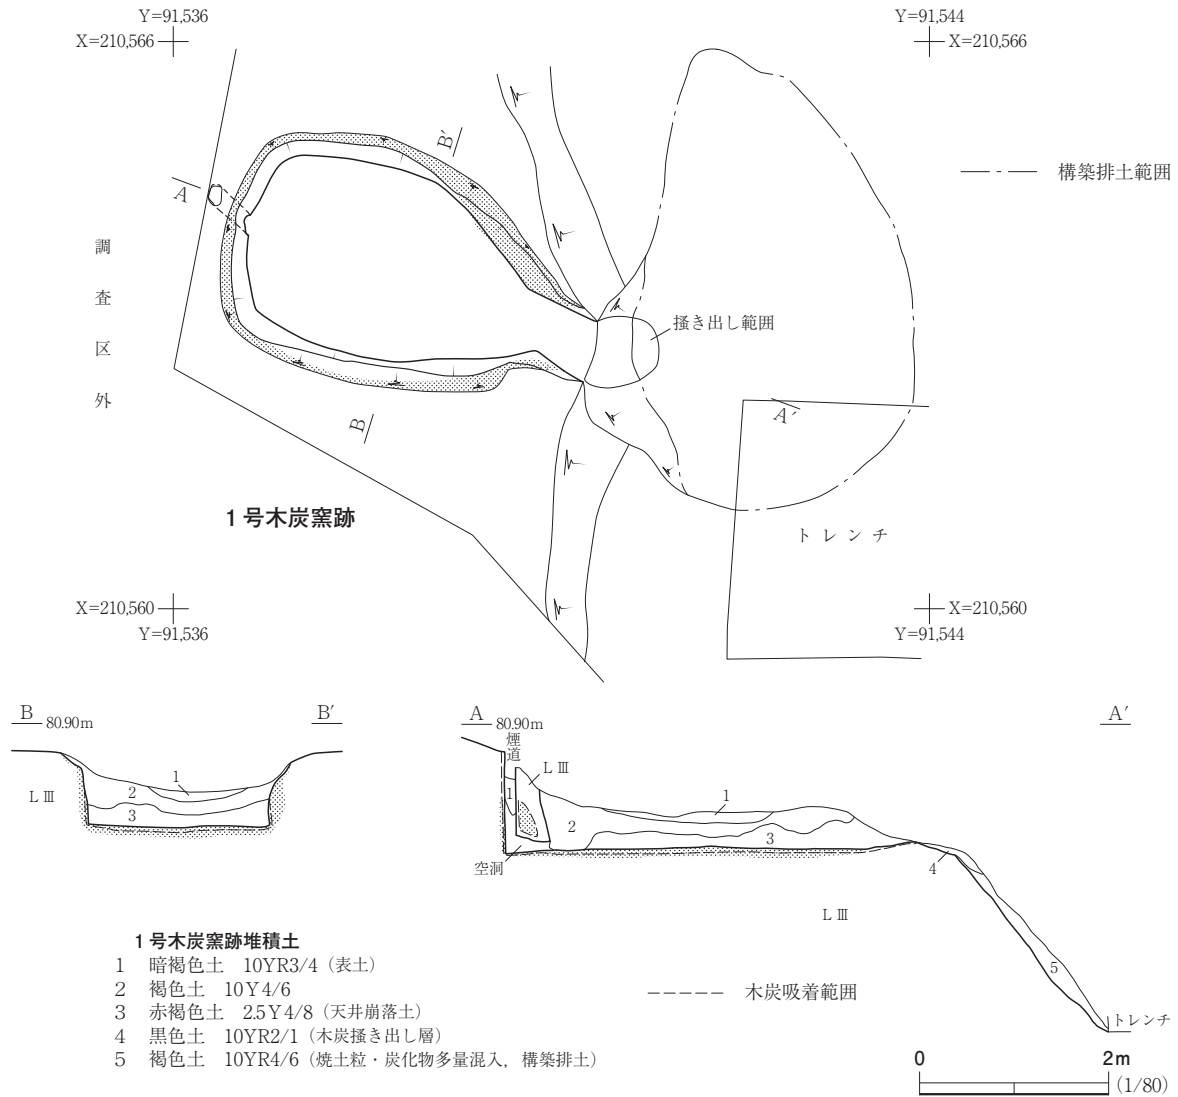 Y=91,536
X=210,566
Y=91,544
X=210,566
構築排土範囲
B′
A
調査区外
掻き出し範囲
A′
B
1号木炭窯跡
トレンチ
X=210,560
Y=91,536
X=210,560
Y=91,544
B 80.90m
B′
1
2
3
LⅢ
A 80.90m
A′
煙道
LⅢ
1
1
2
3
空洞
4
LⅢ
5
トレンチ
1号木炭窯跡堆積土
1 暗褐色土 10YR3/4(表土)
2 褐色土 10Y4/6
3 赤褐色土 2.5Y4/8(天井崩落土)
4 黒色土 10YR2/1(木炭掻き出し層)
5 褐色土 10YR4/6(焼土粒・炭化物多量混入,構築排土)
木炭吸着範囲
0 2m
(1/80)